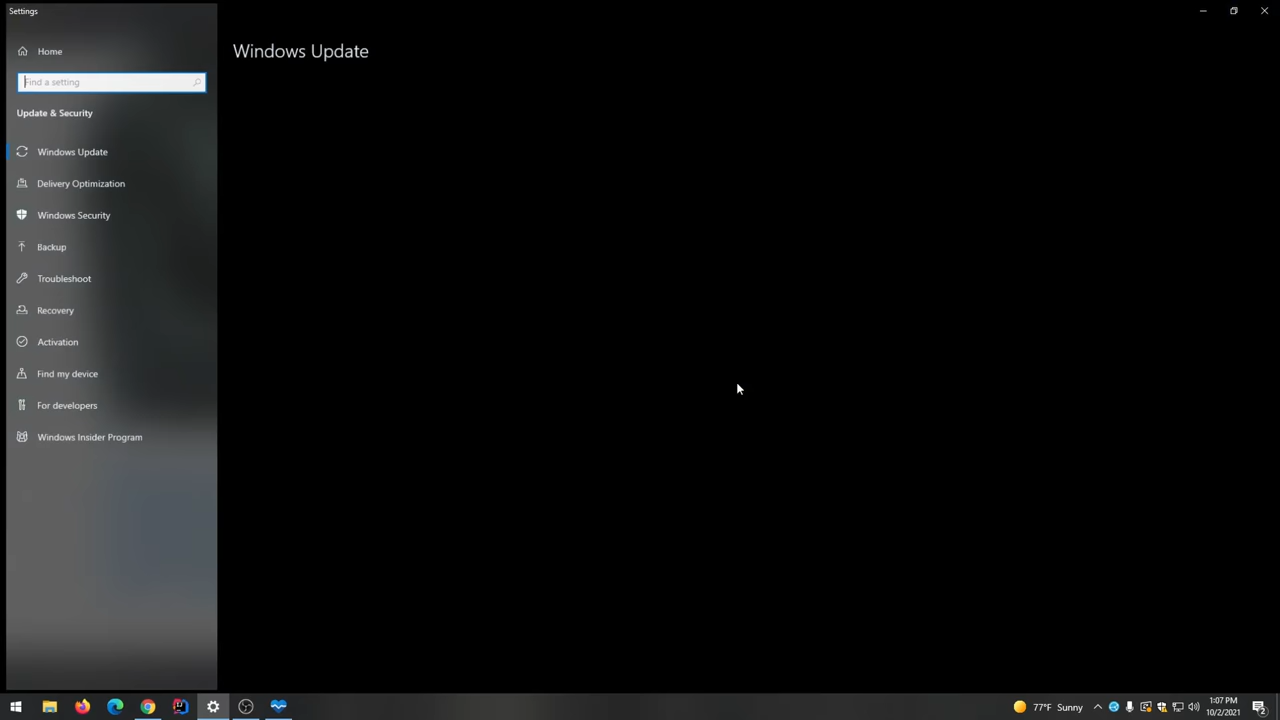 Settings
Home
Find a setting
Update & Security
Windows Update
Delivery Optimization
Windows Security
Backup
Troubleshoot
Recovery
Activation
Find my device
For developers
Windows Insider Program
Windows Update
77°F Sunny
1:07 PM
10/2/2021
2